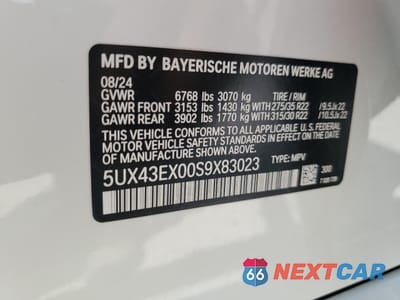 MFD BY BAYERISCHE MOTOREN WERKE AG
08/24
GVWR 6768 lbs 3070 kg TIRE / RIM
GAWR FRONT 3153 lbs 1430 kg WITH 275/35 R22 /9.5Jx22
GAWR REAR 3902 lbs 1770 kg WITH 315/30 R22 /10.5Jx22
THIS VEHICLE CONFORMS TO ALL APPLICABLE U.S. FEDERAL
MOTOR VEHICLE SAFETY STANDARDS IN EFFECT ON THE DATE OF
MANUFACTURE SHOWN ABOVE.
5UX43EX00S9X83023 TYPE: MPV
300
66 NEXTCAR